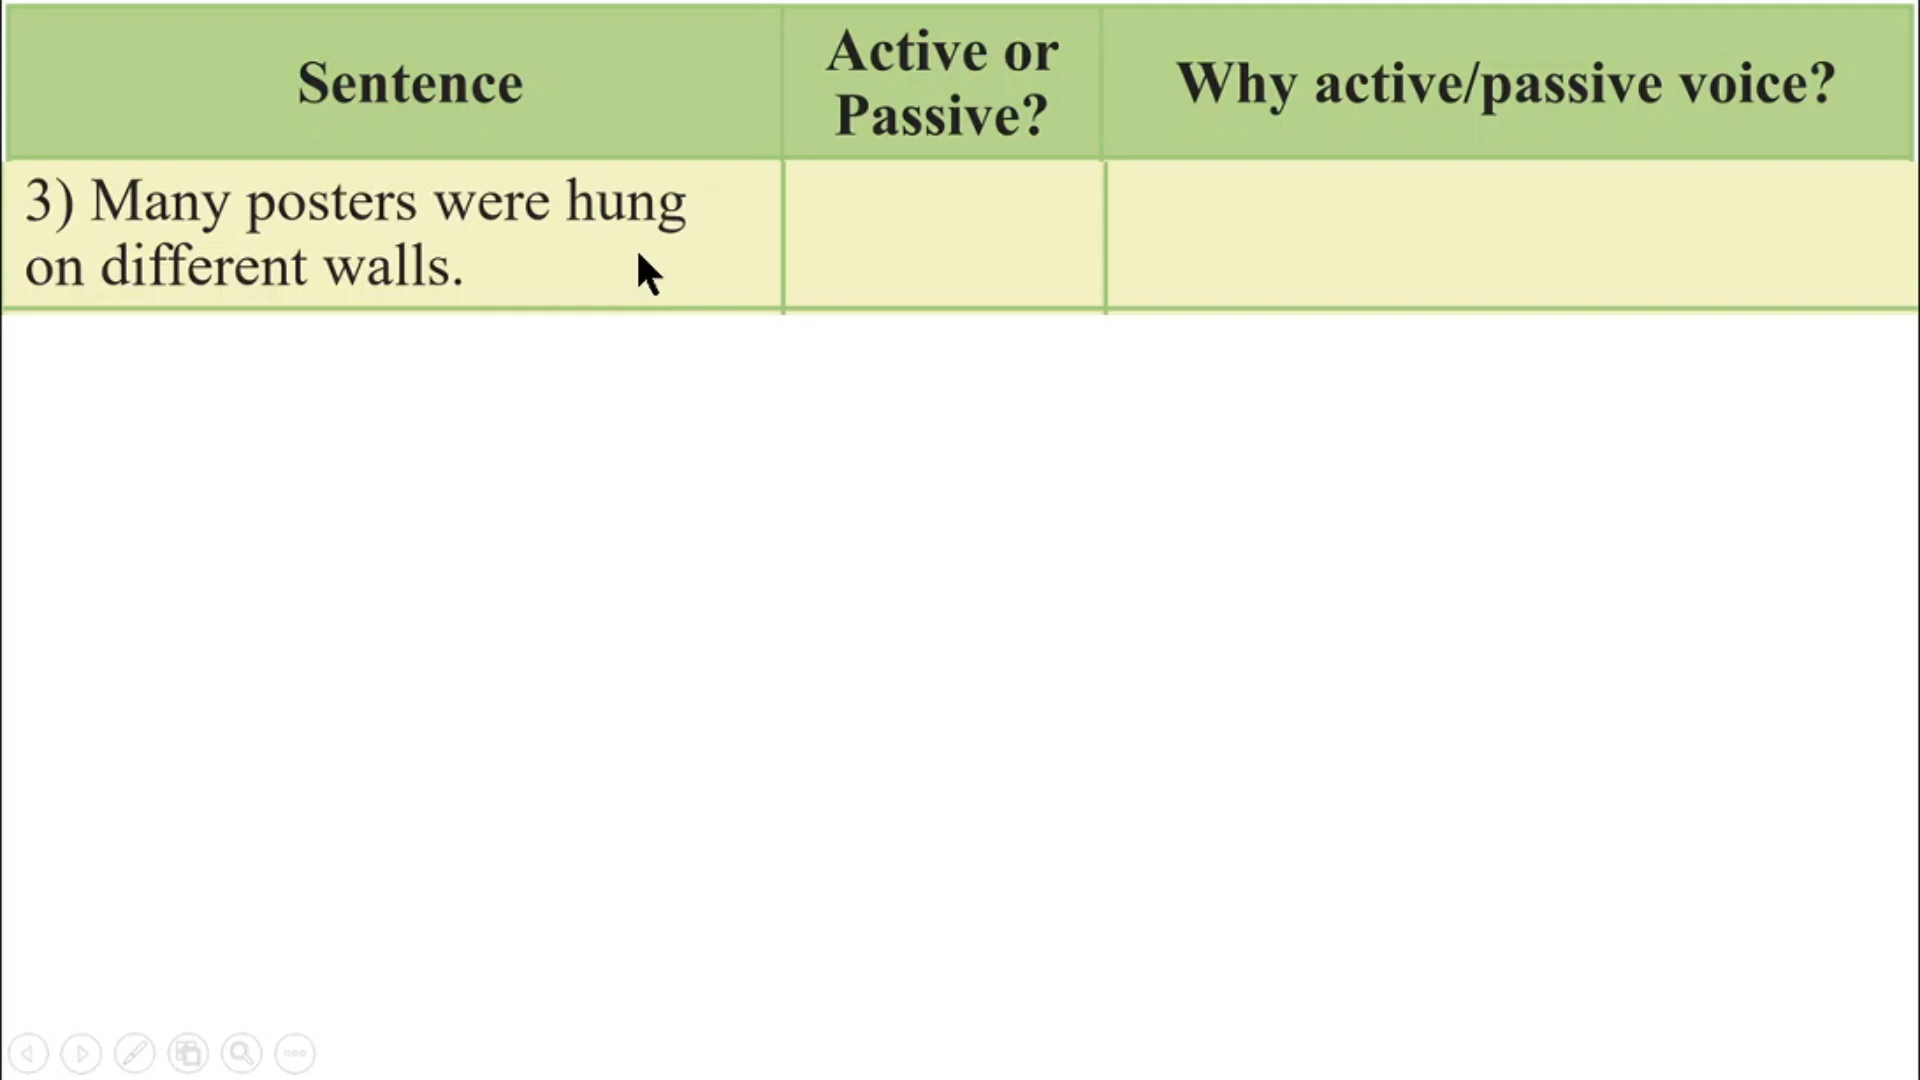 Sentence
Active or
Passive?
Why active/passive voice?
3) Many posters were hung
on different walls.